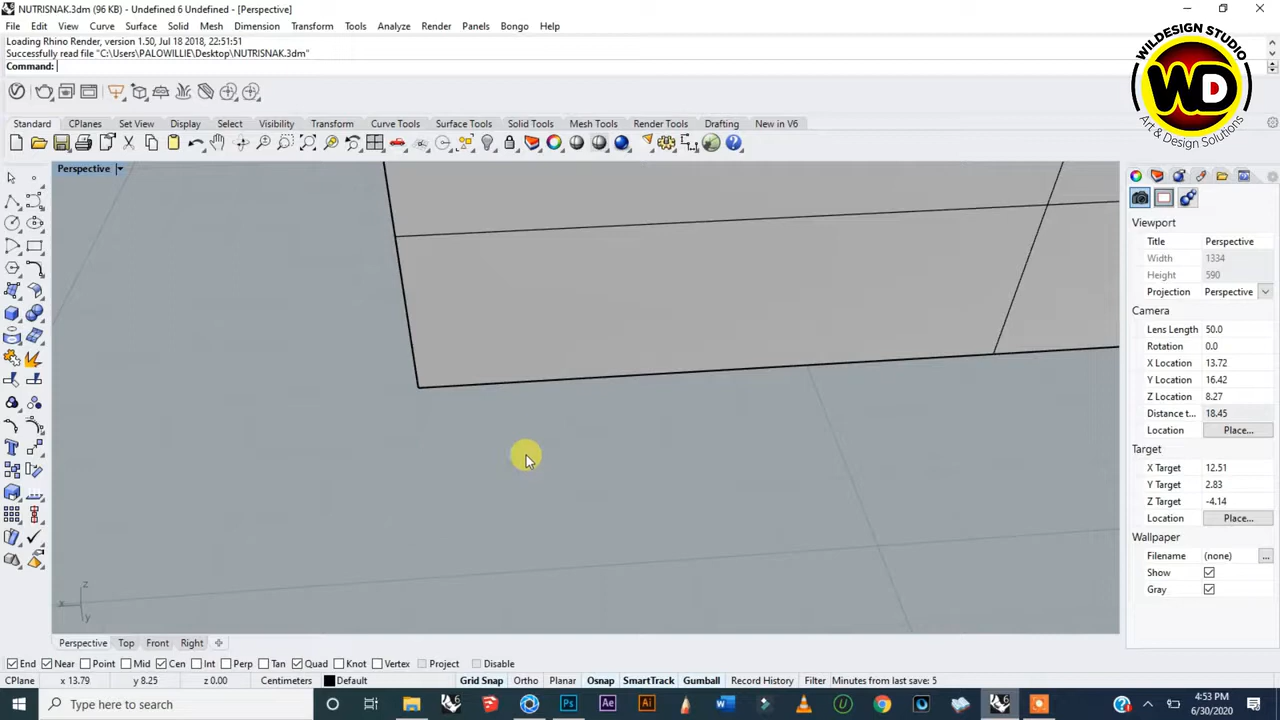 NUTRISNAK.3dm (96 KB) - Undefined 6 Undefined - [Perspective]
File Edit View Curve Surface Solid Mesh Dimension Transform Tools Analyze Render Panels Bongo Help
Loading Rhino Render, version 1.50, Jul 18 2018, 22:51:51
Successfully read file "C:\Users\PALOWILLIE\Desktop\NUTRISNAK.3dm"
Command:
WILDESIGN STUDIO
WD
Art & Design Solutions
Standard CPlanes Set View Display Select Visibility Transform Curve Tools Surface Tools Solid Tools Mesh Tools Render Tools Drafting New in V6
Perspective
Viewport
Title Perspective
Width 1334
Height 590
Projection Perspective
Camera
Lens Length 50.0
Rotation 0.0
X Location 13.72
Y Location 16.42
Z Location 8.27
Distance t... 18.45
Location Place...
Target
X Target 12.51
Y Target 2.83
Z Target -4.14
Location Place...
Wallpaper
Filename (none) ...
Show
Gray
z
x
y
Perspective Top Front Right
End Near Point Mid Cen Int Perp Tan Quad Knot Vertex Project Disable
CPlane x 13.79 y 8.25 z 0.00 Centimeters Default Grid Snap Ortho Planar Osnap SmartTrack Gumball Record History Filter Minutes from last save: 5
Type here to search
Ps Ae Ai
4:53 PM
6/30/2020